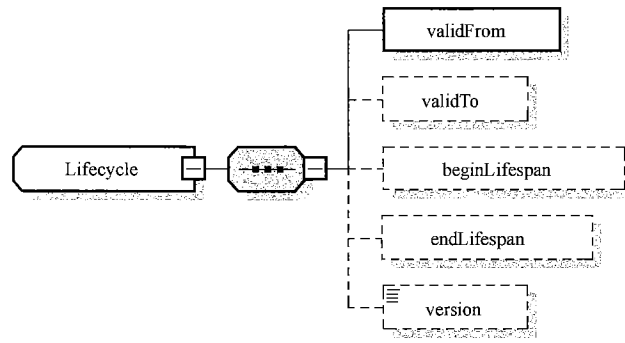 validFrom
validTo
Lifecycle
beginLifespan
endLifespan
version